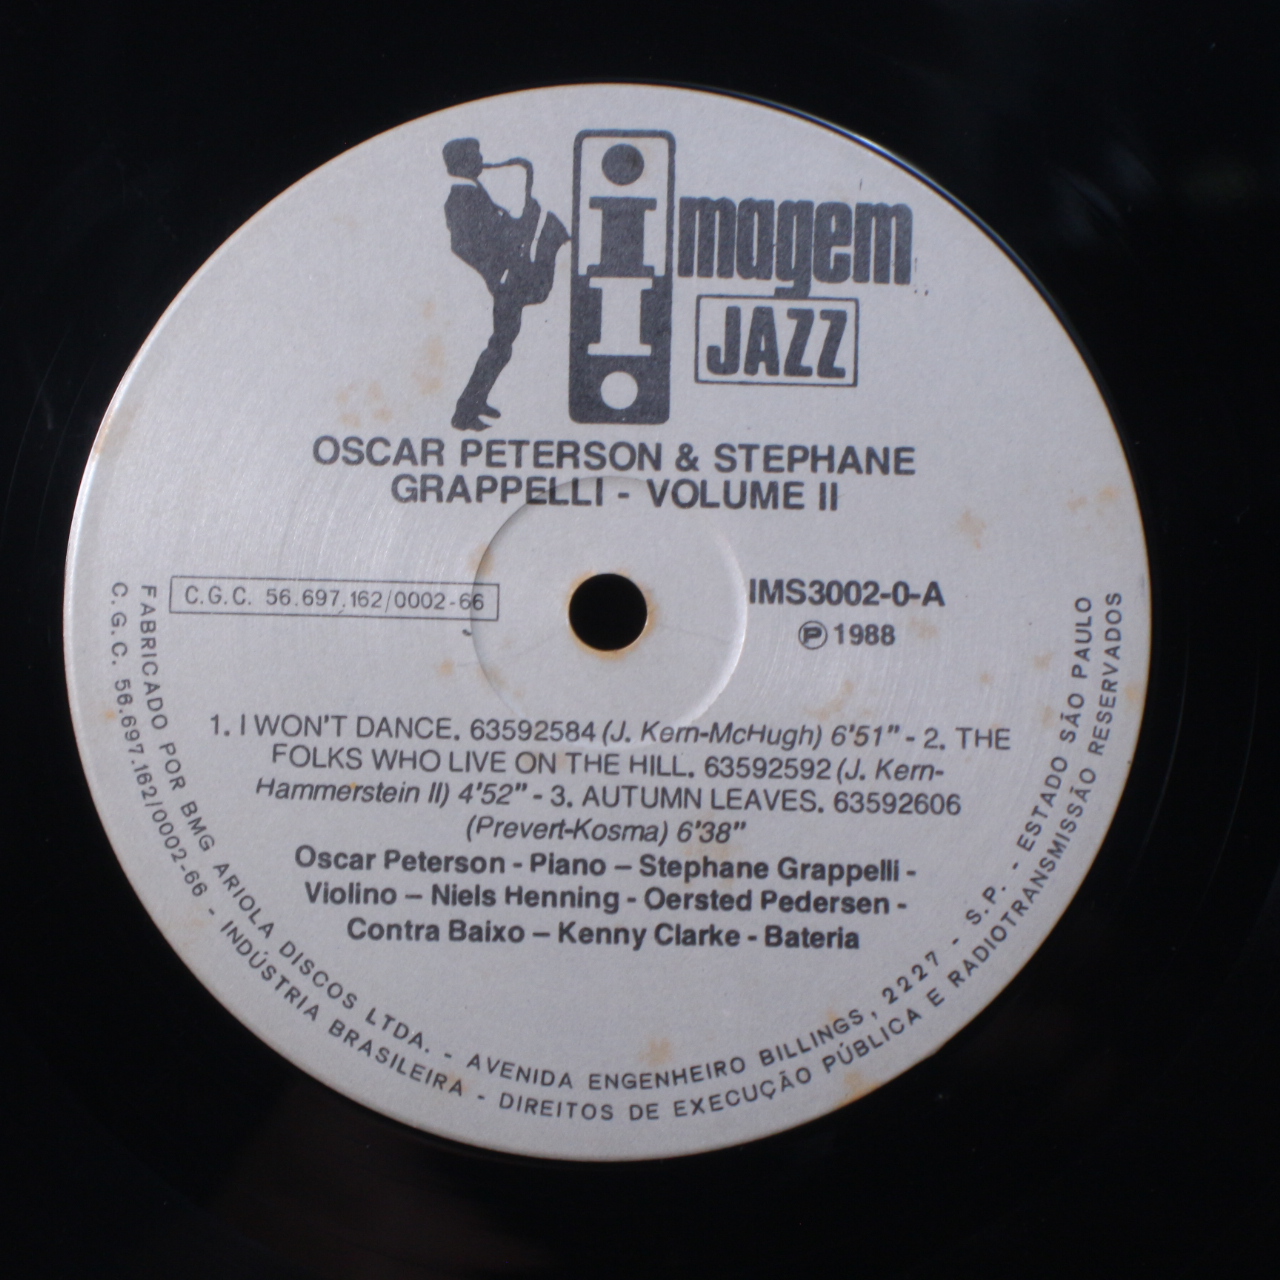 Imagem
JAZZ
OSCAR PETERSON & STEPHANE
GRAPPELLI - VOLUME II
C.G.C. 56.697.162/0002-66
IMS3002-0-A
℗ 1988
1. I WON'T DANCE. 63592584 (J. Kern-McHugh) 6'51" - 2. THE
FOLKS WHO LIVE ON THE HILL. 63592592 (J. Kern-
Hammerstein II) 4'52" - 3. AUTUMN LEAVES. 63592606
(Prevert-Kosma) 6'38"
Oscar Peterson - Piano – Stephane Grappelli -
Violino – Niels Henning - Oersted Pedersen -
Contra Baixo – Kenny Clarke - Bateria
FABRICADO POR BMG ARIOLA DISCOS LTDA. - AVENIDA ENGENHEIRO BILLINGS, 2227 - S.P. - ESTADO SÃO PAULO
C.G.C. 56.697.162/0002-66 - INDÚSTRIA BRASILEIRA - DIREITOS DE EXECUÇÃO PÚBLICA E RADIOTRANSMISSÃO RESERVADOS